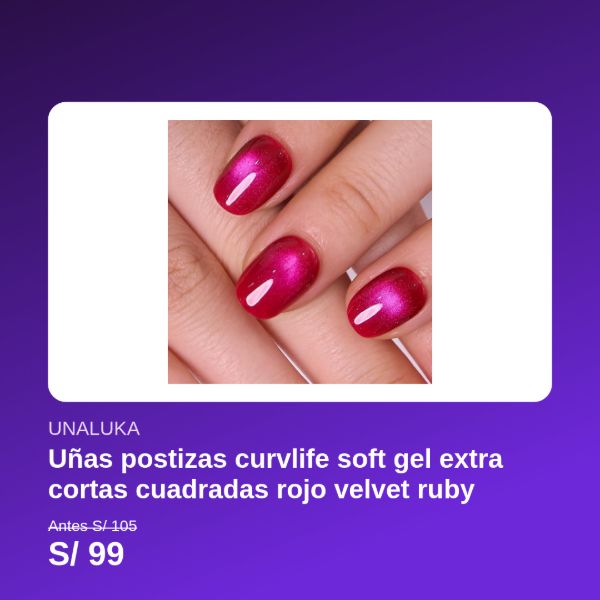 UNALUKA
Uñas postizas curvlife soft gel extra
cortas cuadradas rojo velvet ruby
Antes S/ 105
S/ 99